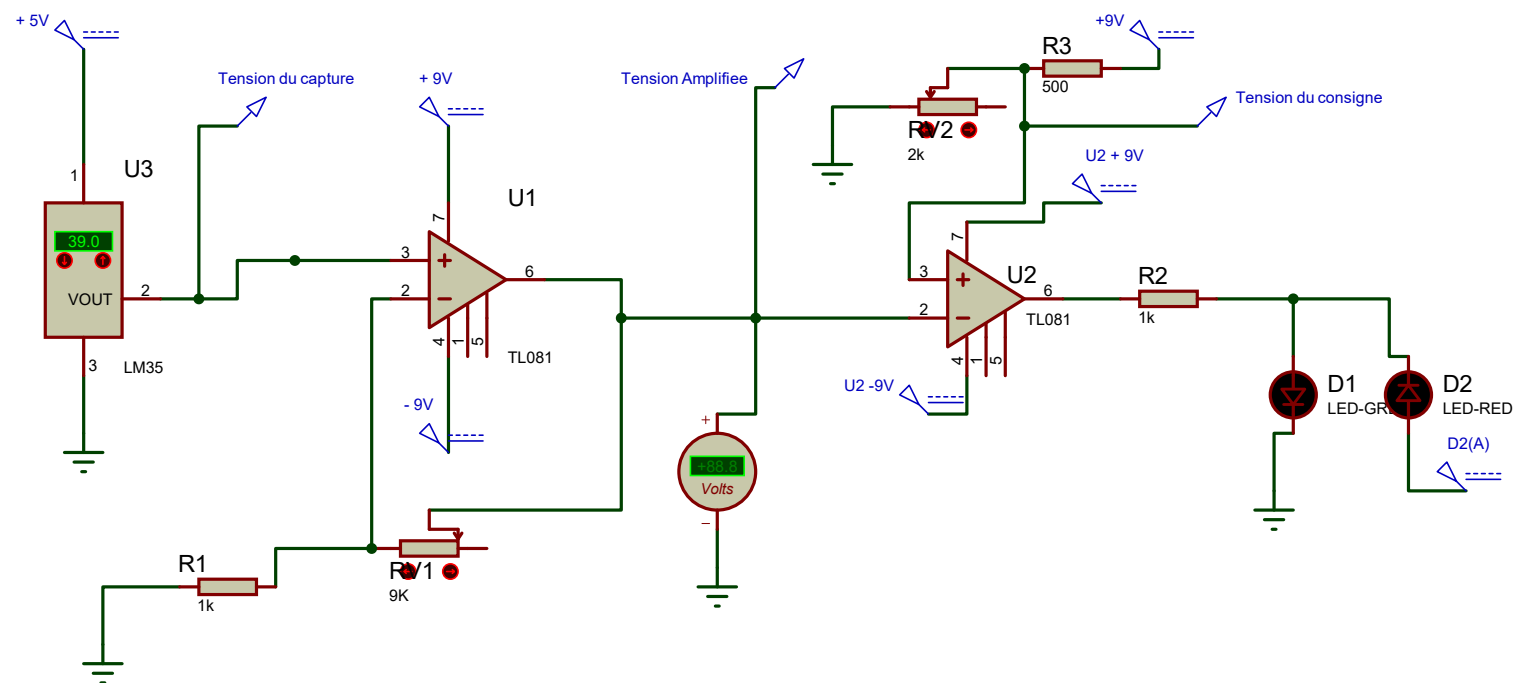 + 5V
Tension du capture
+ 9V
Tension Amplifiee
+9V
R3
500
Tension du consigne
RV2
2k
U2 + 9V
U3
1
39.0
VOUT
2
3
LM35
U1
7
3
2
6
4
1
5
TL081
- 9V
7
3
2
U2
6
TL081
4
1
5
U2 -9V
R2
1k
D1
LED-GR
D2
LED-RED
D2(A)
+
+88.8
Volts
−
R1
1k
RV1
9K